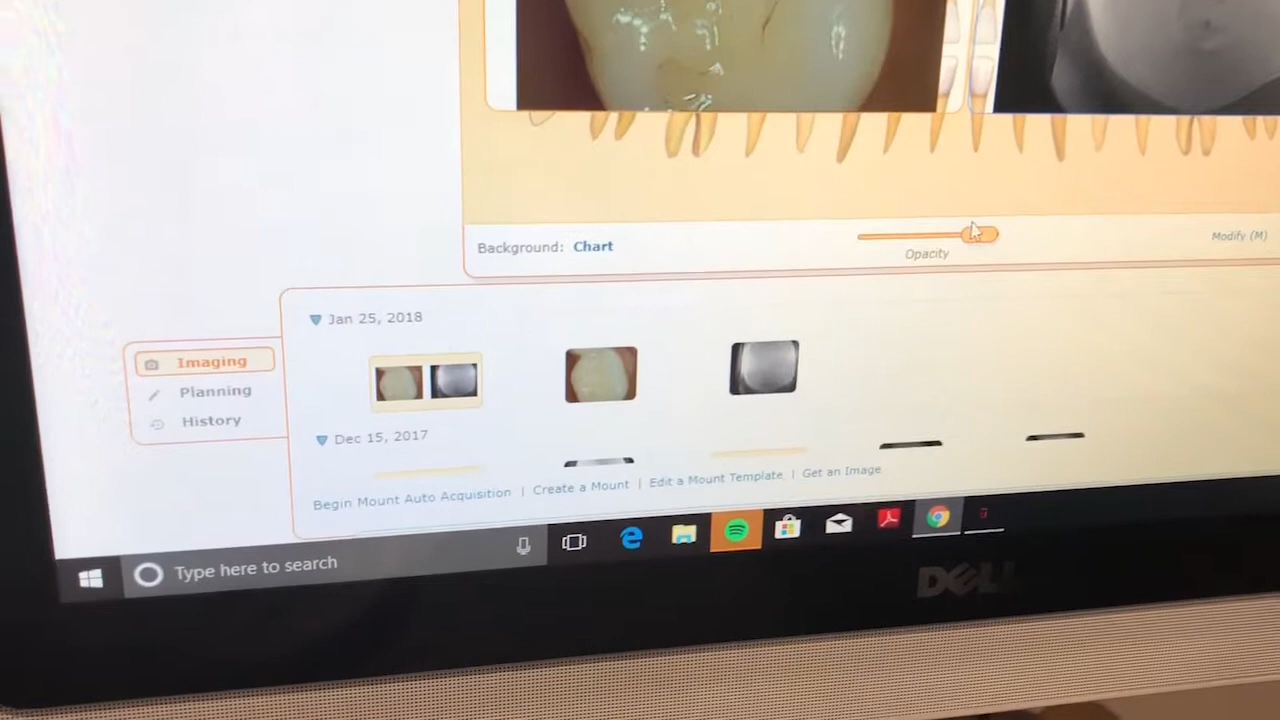 Background: Chart
Opacity
Modify (M)
Jan 25, 2018
Imaging
Planning
History
Dec 15, 2017
Begin Mount Auto Acquisition | Create a Mount | Edit a Mount Template | Get an Image
Type here to search
DELL